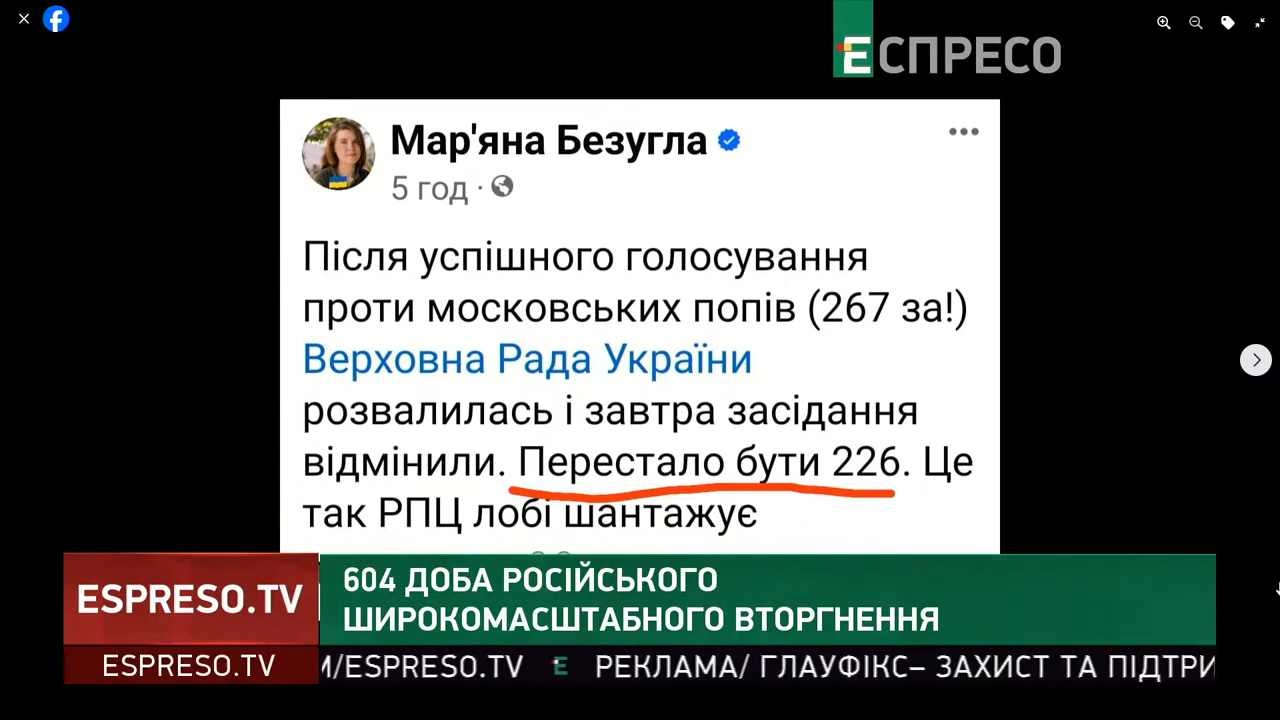 ЕСПРЕСО
Мар'яна Безугла
5 год ·
Після успішного голосування
проти московських попів (267 за!)
Верховна Рада України
розвалилась і завтра засідання
відмінили. Перестало бути 226. Це
так РПЦ лобі шантажує
ESPRESO.TV
604 ДОБА РОСІЙСЬКОГО
ШИРОКОМАСШТАБНОГО ВТОРГНЕННЯ
ESPRESO.TV
M/ESPRESO.TV Е РЕКЛАМА/ ГЛАУФІКС– ЗАХИСТ ТА ПІДТРИ